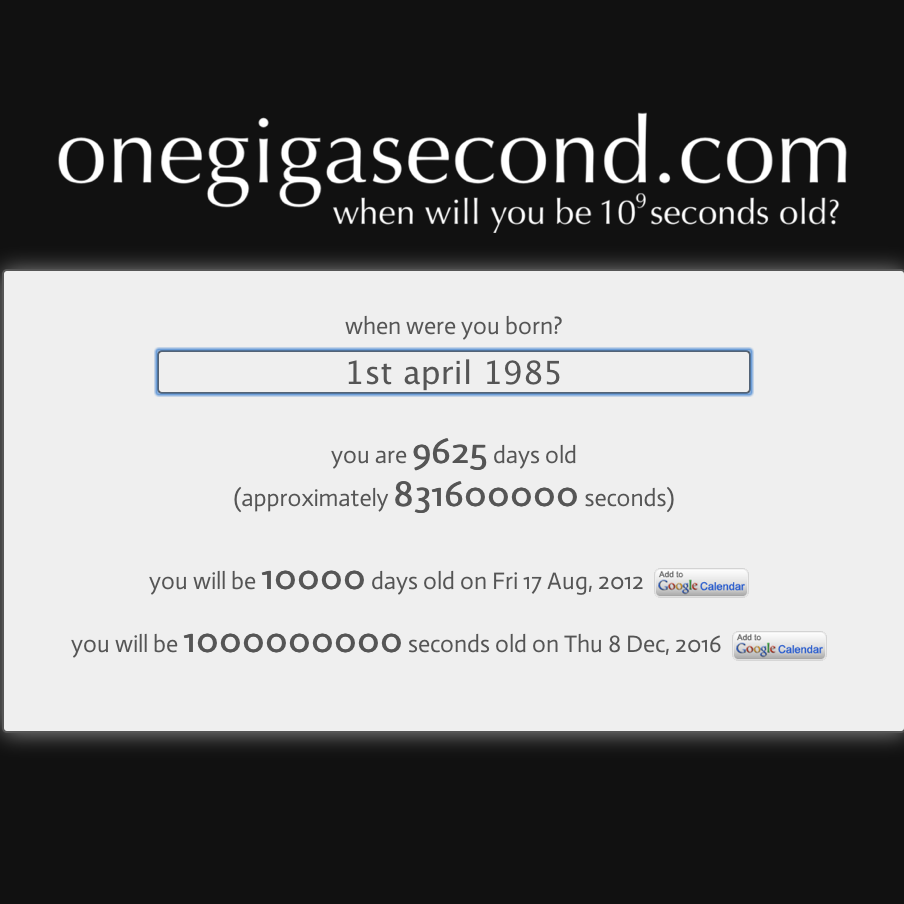 onegigasecond.com
when will you be 10⁹ seconds old?
when were you born?
1st april 1985
you are 9625 days old
(approximately 831600000 seconds)
you will be 10000 days old on Fri 17 Aug, 2012 Add to Google Calendar
you will be 1000000000 seconds old on Thu 8 Dec, 2016 Add to Google Calendar